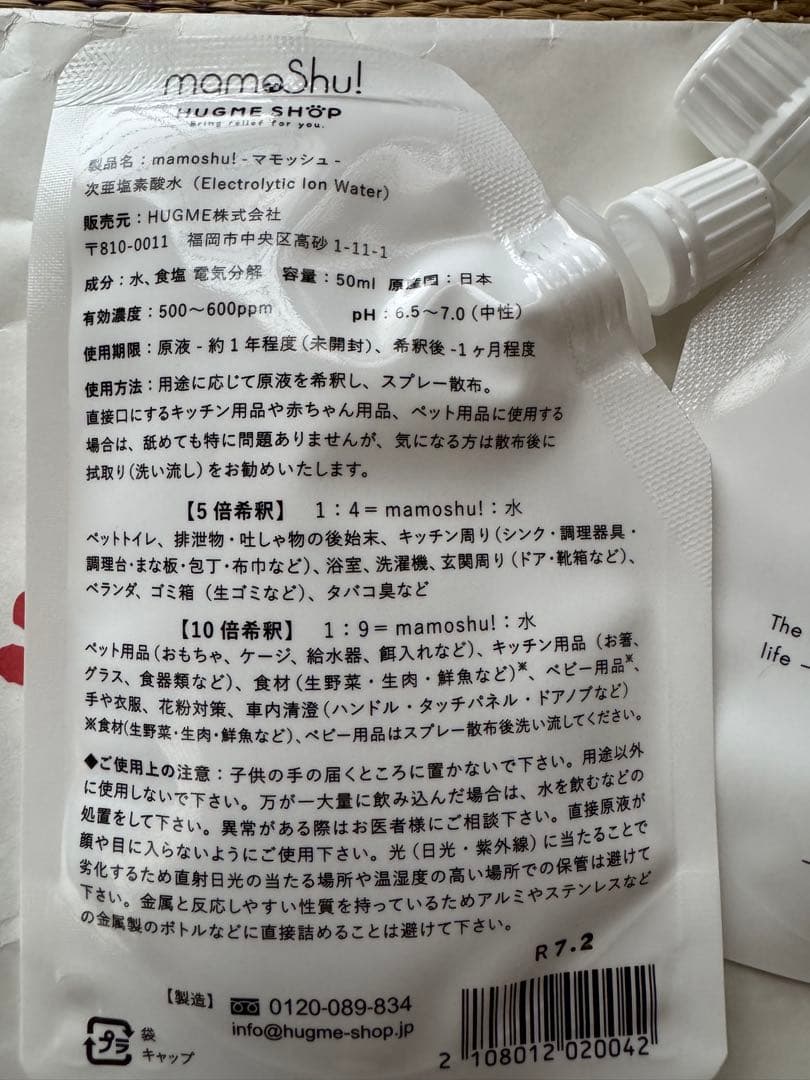 mamoShu!
HUGME SHOP
Bring relief for you.
製品名：mamoshu! - マモッシュ -
次亜塩素酸水（Electrolytic Ion Water）
販売元：HUGME株式会社
〒810-0011　福岡市中央区高砂 1-11-1
成分：水、食塩 電気分解　容量：50ml　原産国：日本
有効濃度：500～600ppm　pH：6.5～7.0（中性）
使用期限：原液 - 約１年程度（未開封）、希釈後 -１ヶ月程度
使用方法：用途に応じて原液を希釈し、スプレー散布。
直接口にするキッチン用品や赤ちゃん用品、ペット用品に使用する
場合は、舐めても特に問題ありませんが、気になる方は散布後に
拭取り（洗い流し）をお勧めいたします。
【5 倍希釈】　1：4 = mamoshu!：水
ペットトイレ、排泄物・吐しゃ物の後始末、キッチン周り（シンク・調理器具・
調理台・まな板・包丁・布巾など）、浴室、洗濯機、玄関周り（ドア・靴箱など）、
ベランダ、ゴミ箱（生ゴミなど）、タバコ臭など
【10 倍希釈】　1：9 = mamoshu!：水
ペット用品（おもちゃ、ケージ、給水器、餌入れなど）、キッチン用品（お箸、
グラス、食器類など）、食材（生野菜・生肉・鮮魚など）※、ベビー用品※、
手や衣服、花粉対策、車内清澄（ハンドル・タッチパネル・ドアノブなど）
※食材（生野菜・生肉・鮮魚など）、ベビー用品はスプレー散布後洗い流してください。
◆ご使用上の注意：子供の手の届くところに置かないで下さい。用途以外
に使用しないで下さい。万が一大量に飲み込んだ場合は、水を飲むなどの
処置をして下さい。異常がある際はお医者様にご相談下さい。直接原液が
顔や目に入らないようにご使用下さい。光（日光・紫外線）に当たることで
劣化するため直射日光の当たる場所や温湿度の高い場所での保管は避けて
下さい。金属と反応しやすい性質を持っているためアルミやステンレスなど
の金属製のボトルなどに直接詰めることは避けて下さい。
R 7.2
【製造】　0120-089-834
info@hugme-shop.jp
プラ
袋
キャップ
2 108012 020042
The
life